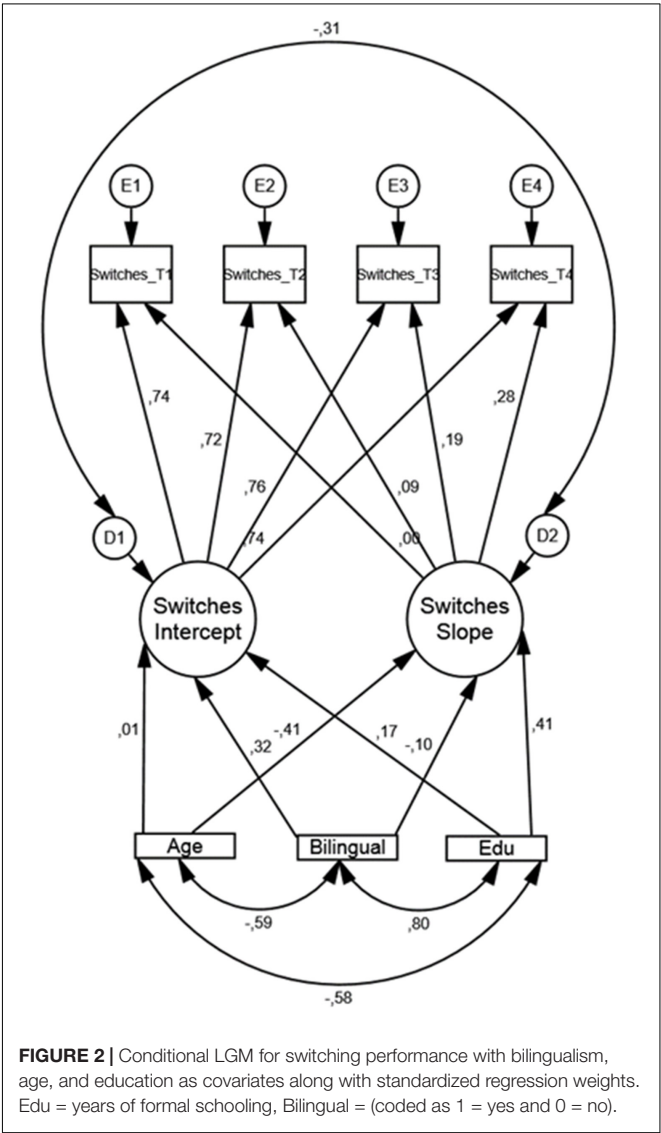 -,31
E1 E2 E3 E4
Switches_T1 Switches_T2 Switches_T3 Switches_T4
,74 ,28
,72 ,19
,76 ,09
,74 ,00
D1 D2
Switches Switches
Intercept Slope
,01 ,32 -,41 ,17 -,10 ,41
Age Bilingual Edu
-,59 ,80
-,58
FIGURE 2 | Conditional LGM for switching performance with bilingualism,
age, and education as covariates along with standardized regression weights.
Edu = years of formal schooling, Bilingual = (coded as 1 = yes and 0 = no).